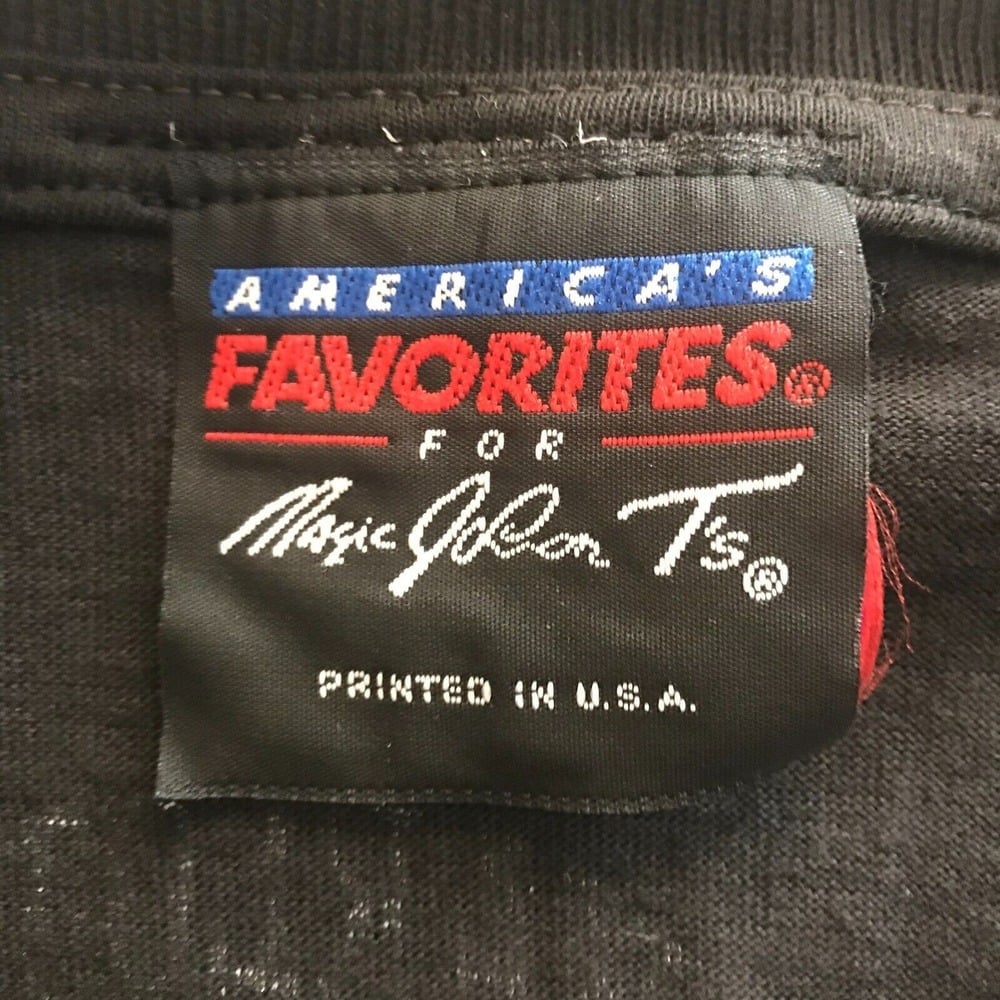 AMERICA'S
FAVORITES®
FOR
Magic Johnson T's®
PRINTED IN U.S.A.